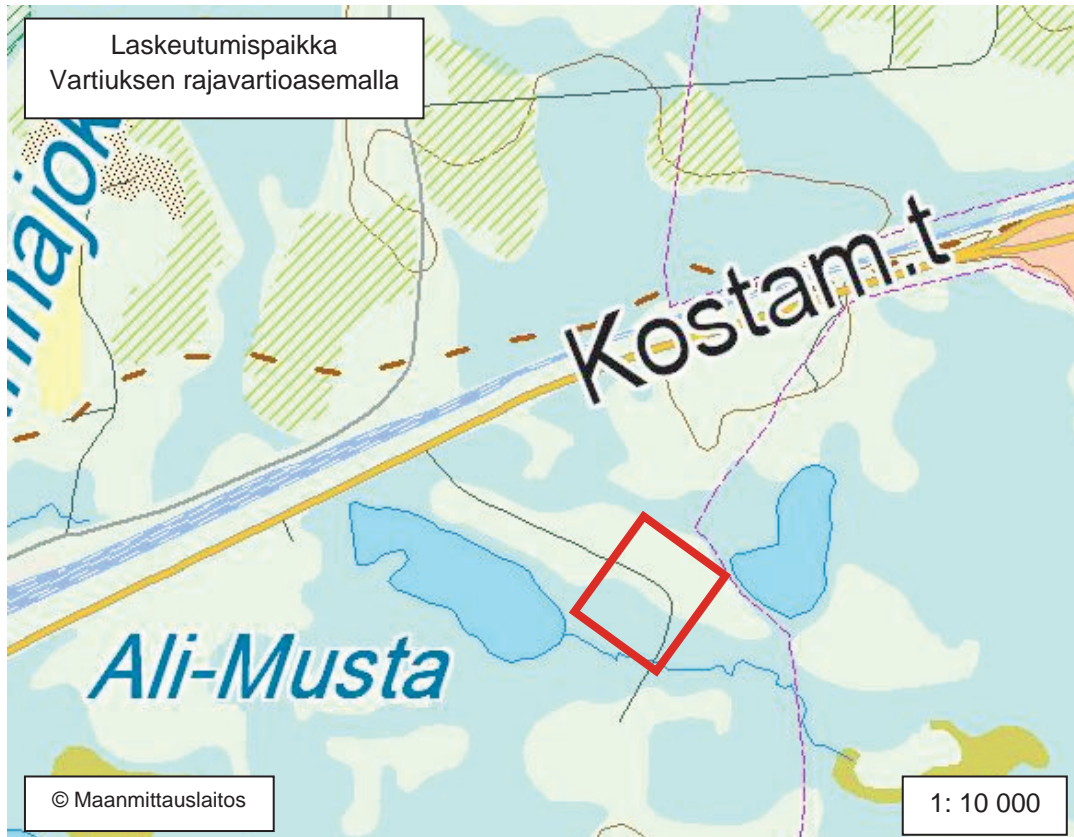 Laskeutumispaikka
Vartiuksen rajavartioasemalla
Kostam.t
Ali-Musta
© Maanmittauslaitos
1: 10 000